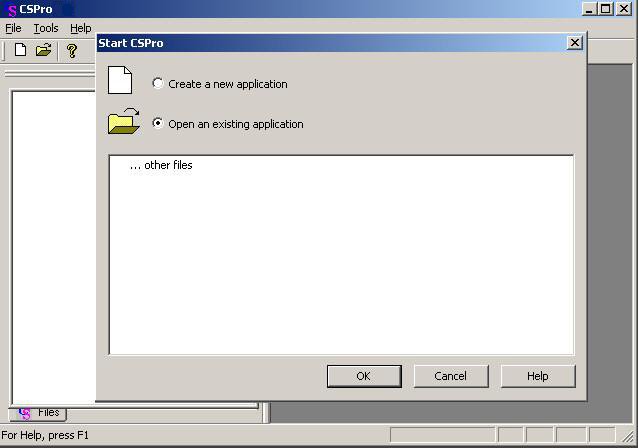 CSPro
File Tools Help
Start CSPro
Create a new application
Open an existing application
... other files
OK Cancel Help
Files
For Help, press F1